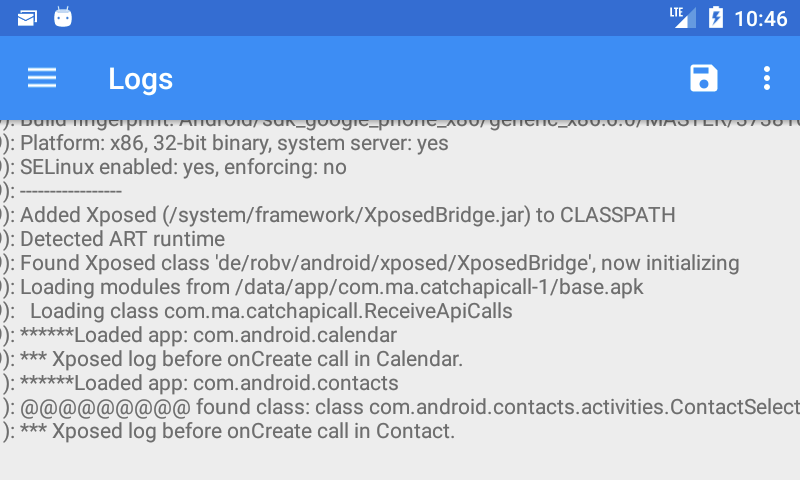 LTE 10:46
Logs
): Build fingerprint: Android/sdk_google_phone_x86/generic_x86:6.0/MASTER/
): Platform: x86, 32-bit binary, system server: yes
): SELinux enabled: yes, enforcing: no
): -----------------
): Added Xposed (/system/framework/XposedBridge.jar) to CLASSPATH
): Detected ART runtime
): Found Xposed class 'de/robv/android/xposed/XposedBridge', now initializing
): Loading modules from /data/app/com.ma.catchapicall-1/base.apk
): Loading class com.ma.catchapicall.ReceiveApiCalls
): ******Loaded app: com.android.calendar
): *** Xposed log before onCreate call in Calendar.
): ******Loaded app: com.android.contacts
): @@@@@@@@@ found class: class com.android.contacts.activities.ContactSelect
): *** Xposed log before onCreate call in Contact.